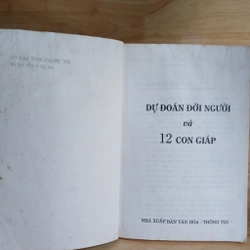 DỰ ĐOÁN ĐỜI NGƯỜI
và
12 CON GIÁP
NHÀ XUẤT BẢN VĂN HÓA - THÔNG TIN